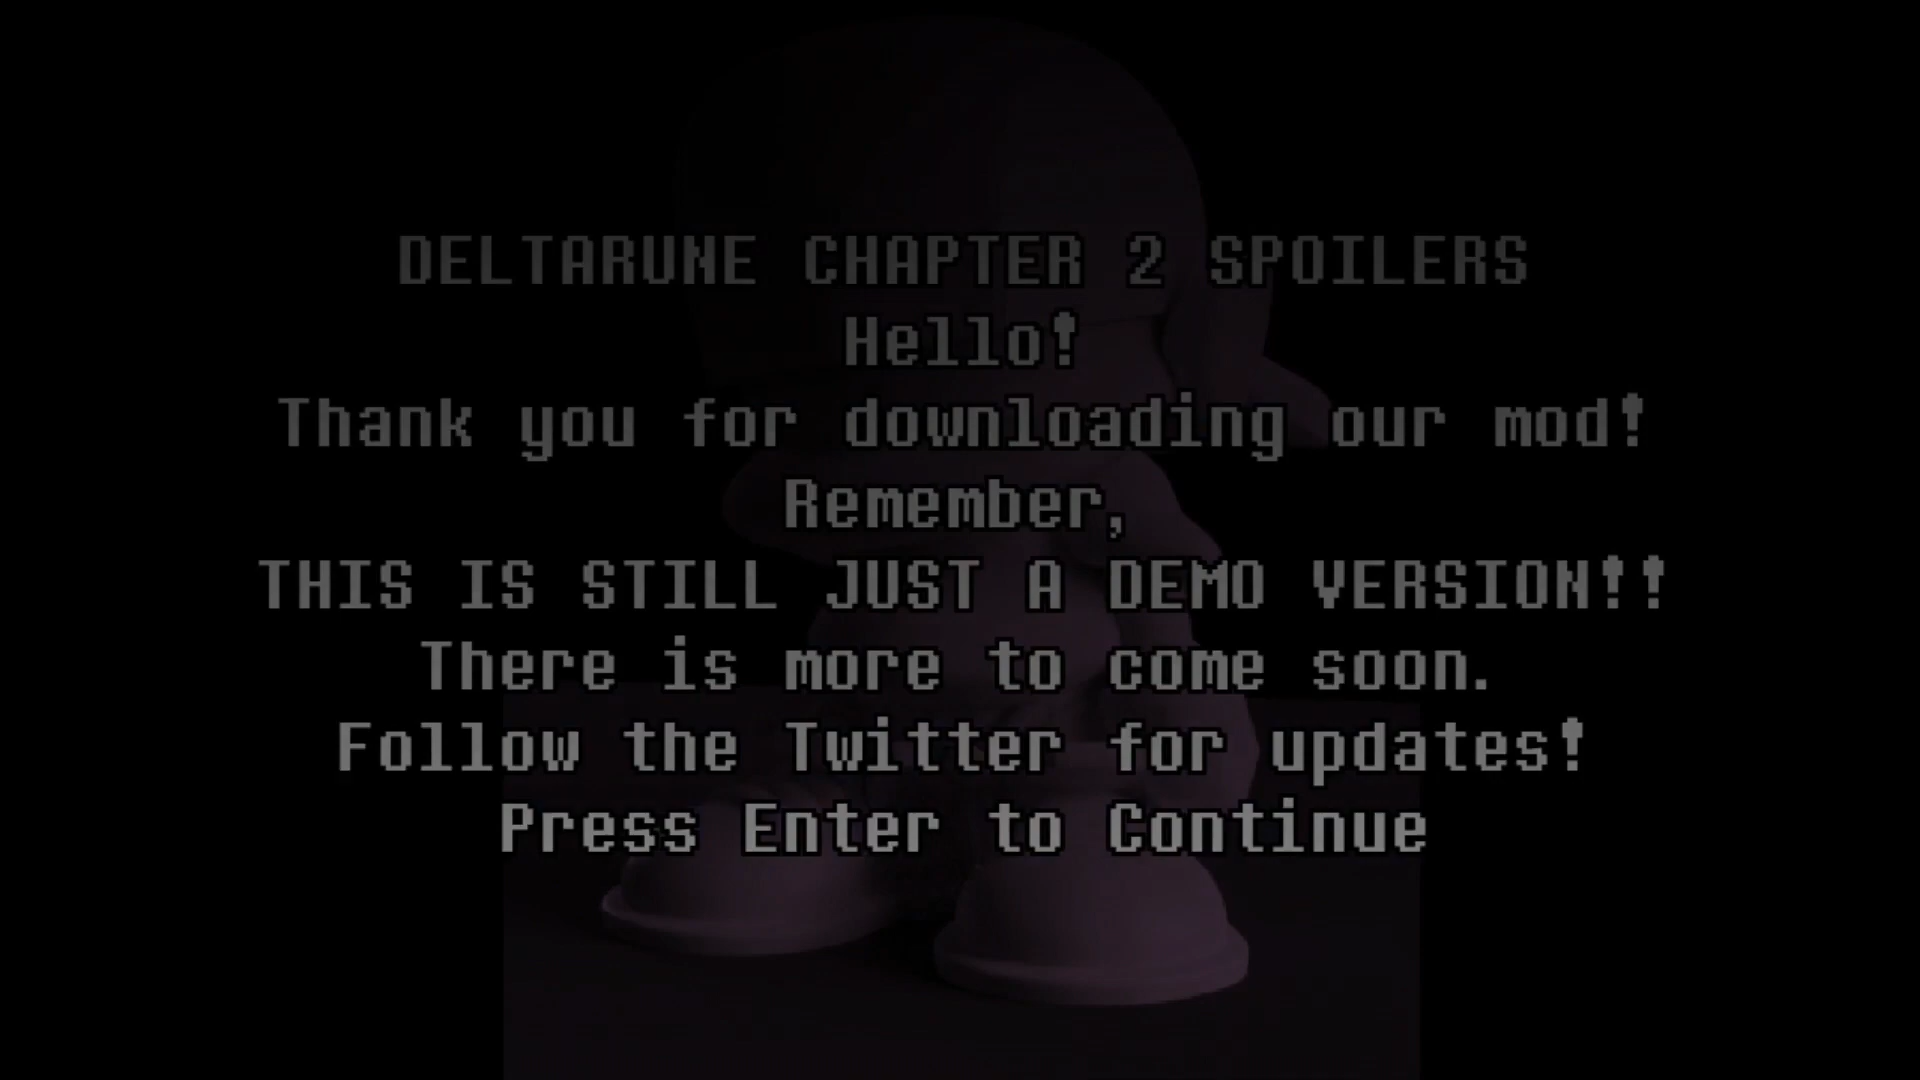 DELTARUNE CHAPTER 2 SPOILERS
Hello!
Thank you for downloading our mod!
Remember,
THIS IS STILL JUST A DEMO VERSION!!
There is more to come soon.
Follow the Twitter for updates!
Press Enter to Continue